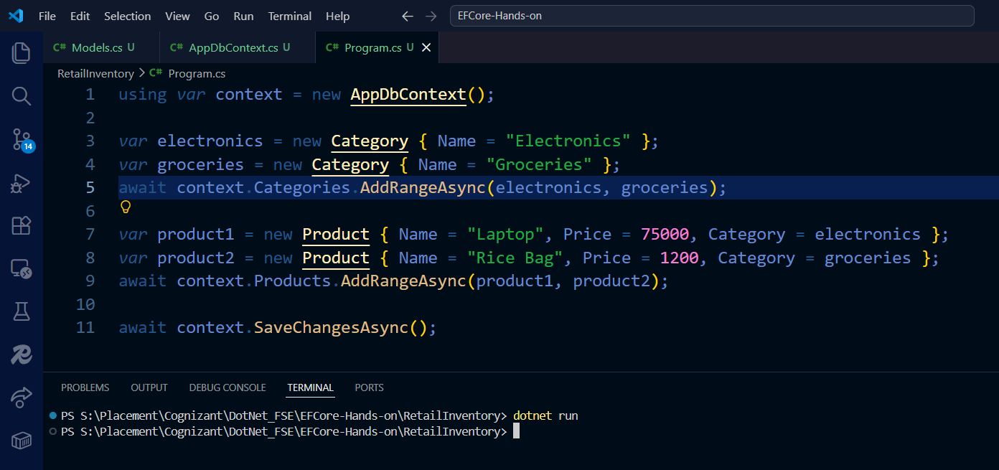 File Edit Selection View Go Run Terminal Help EFCore-Hands-on
C# Models.cs U C# AppDbContext.cs U C# Program.cs U
RetailInventory > C# Program.cs
1 using var context = new AppDbContext();
2
3 var electronics = new Category { Name = "Electronics" };
4 var groceries = new Category { Name = "Groceries" };
5 await context.Categories.AddRangeAsync(electronics, groceries);
6
7 var product1 = new Product { Name = "Laptop", Price = 75000, Category = electronics };
8 var product2 = new Product { Name = "Rice Bag", Price = 1200, Category = groceries };
9 await context.Products.AddRangeAsync(product1, product2);
10
11 await context.SaveChangesAsync();
14
PROBLEMS OUTPUT DEBUG CONSOLE TERMINAL PORTS
PS S:\Placement\Cognizant\DotNet_FSE\EFCore-Hands-on\RetailInventory> dotnet run
PS S:\Placement\Cognizant\DotNet_FSE\EFCore-Hands-on\RetailInventory>